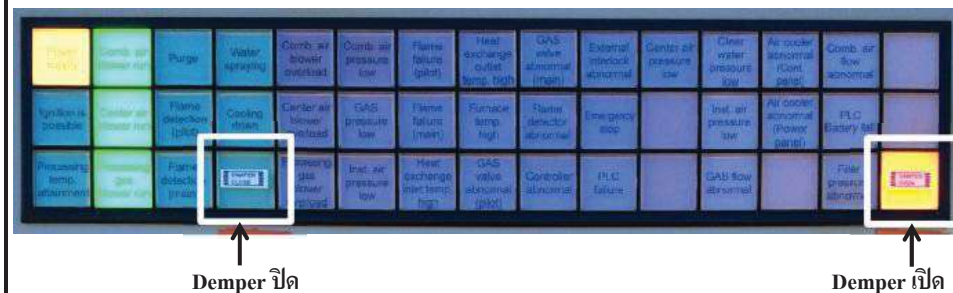 Power supply
Comb. air blower run
Purge
Water spraying
Comb. air blower overload
Comb. air pressure low
Flame failure (pilot)
Heat exchange outlet temp. high
GAS valve abnormal (main)
External interlock abnormal
Center air pressure low
Clear water pressure low
Air cooler abnormal (Cont. panel)
Comb. air flow abnormal
Ignition is possible
Center air blower run
Flame detection (pilot)
Cooling down
Center air blower overload
GAS pressure low
Flame failure (main)
Furnace temp. high
Flame detector abnormal
Emergency stop
Inst. air pressure low
Air cooler abnormal (Power panel)
PLC Battery fail
Processing temp. attainment
gas blower run
Flame detection (main)
DAMPER CLOSE
Processing gas blower overload
Inst. air pressure low
Heat exchange inlet temp. high
GAS valve abnormal (pilot)
Controller abnormal
PLC failure
GAS flow abnormal
Filter pressure abnormal
DAMPER OPEN
Demper ปิด
Demper เปิด